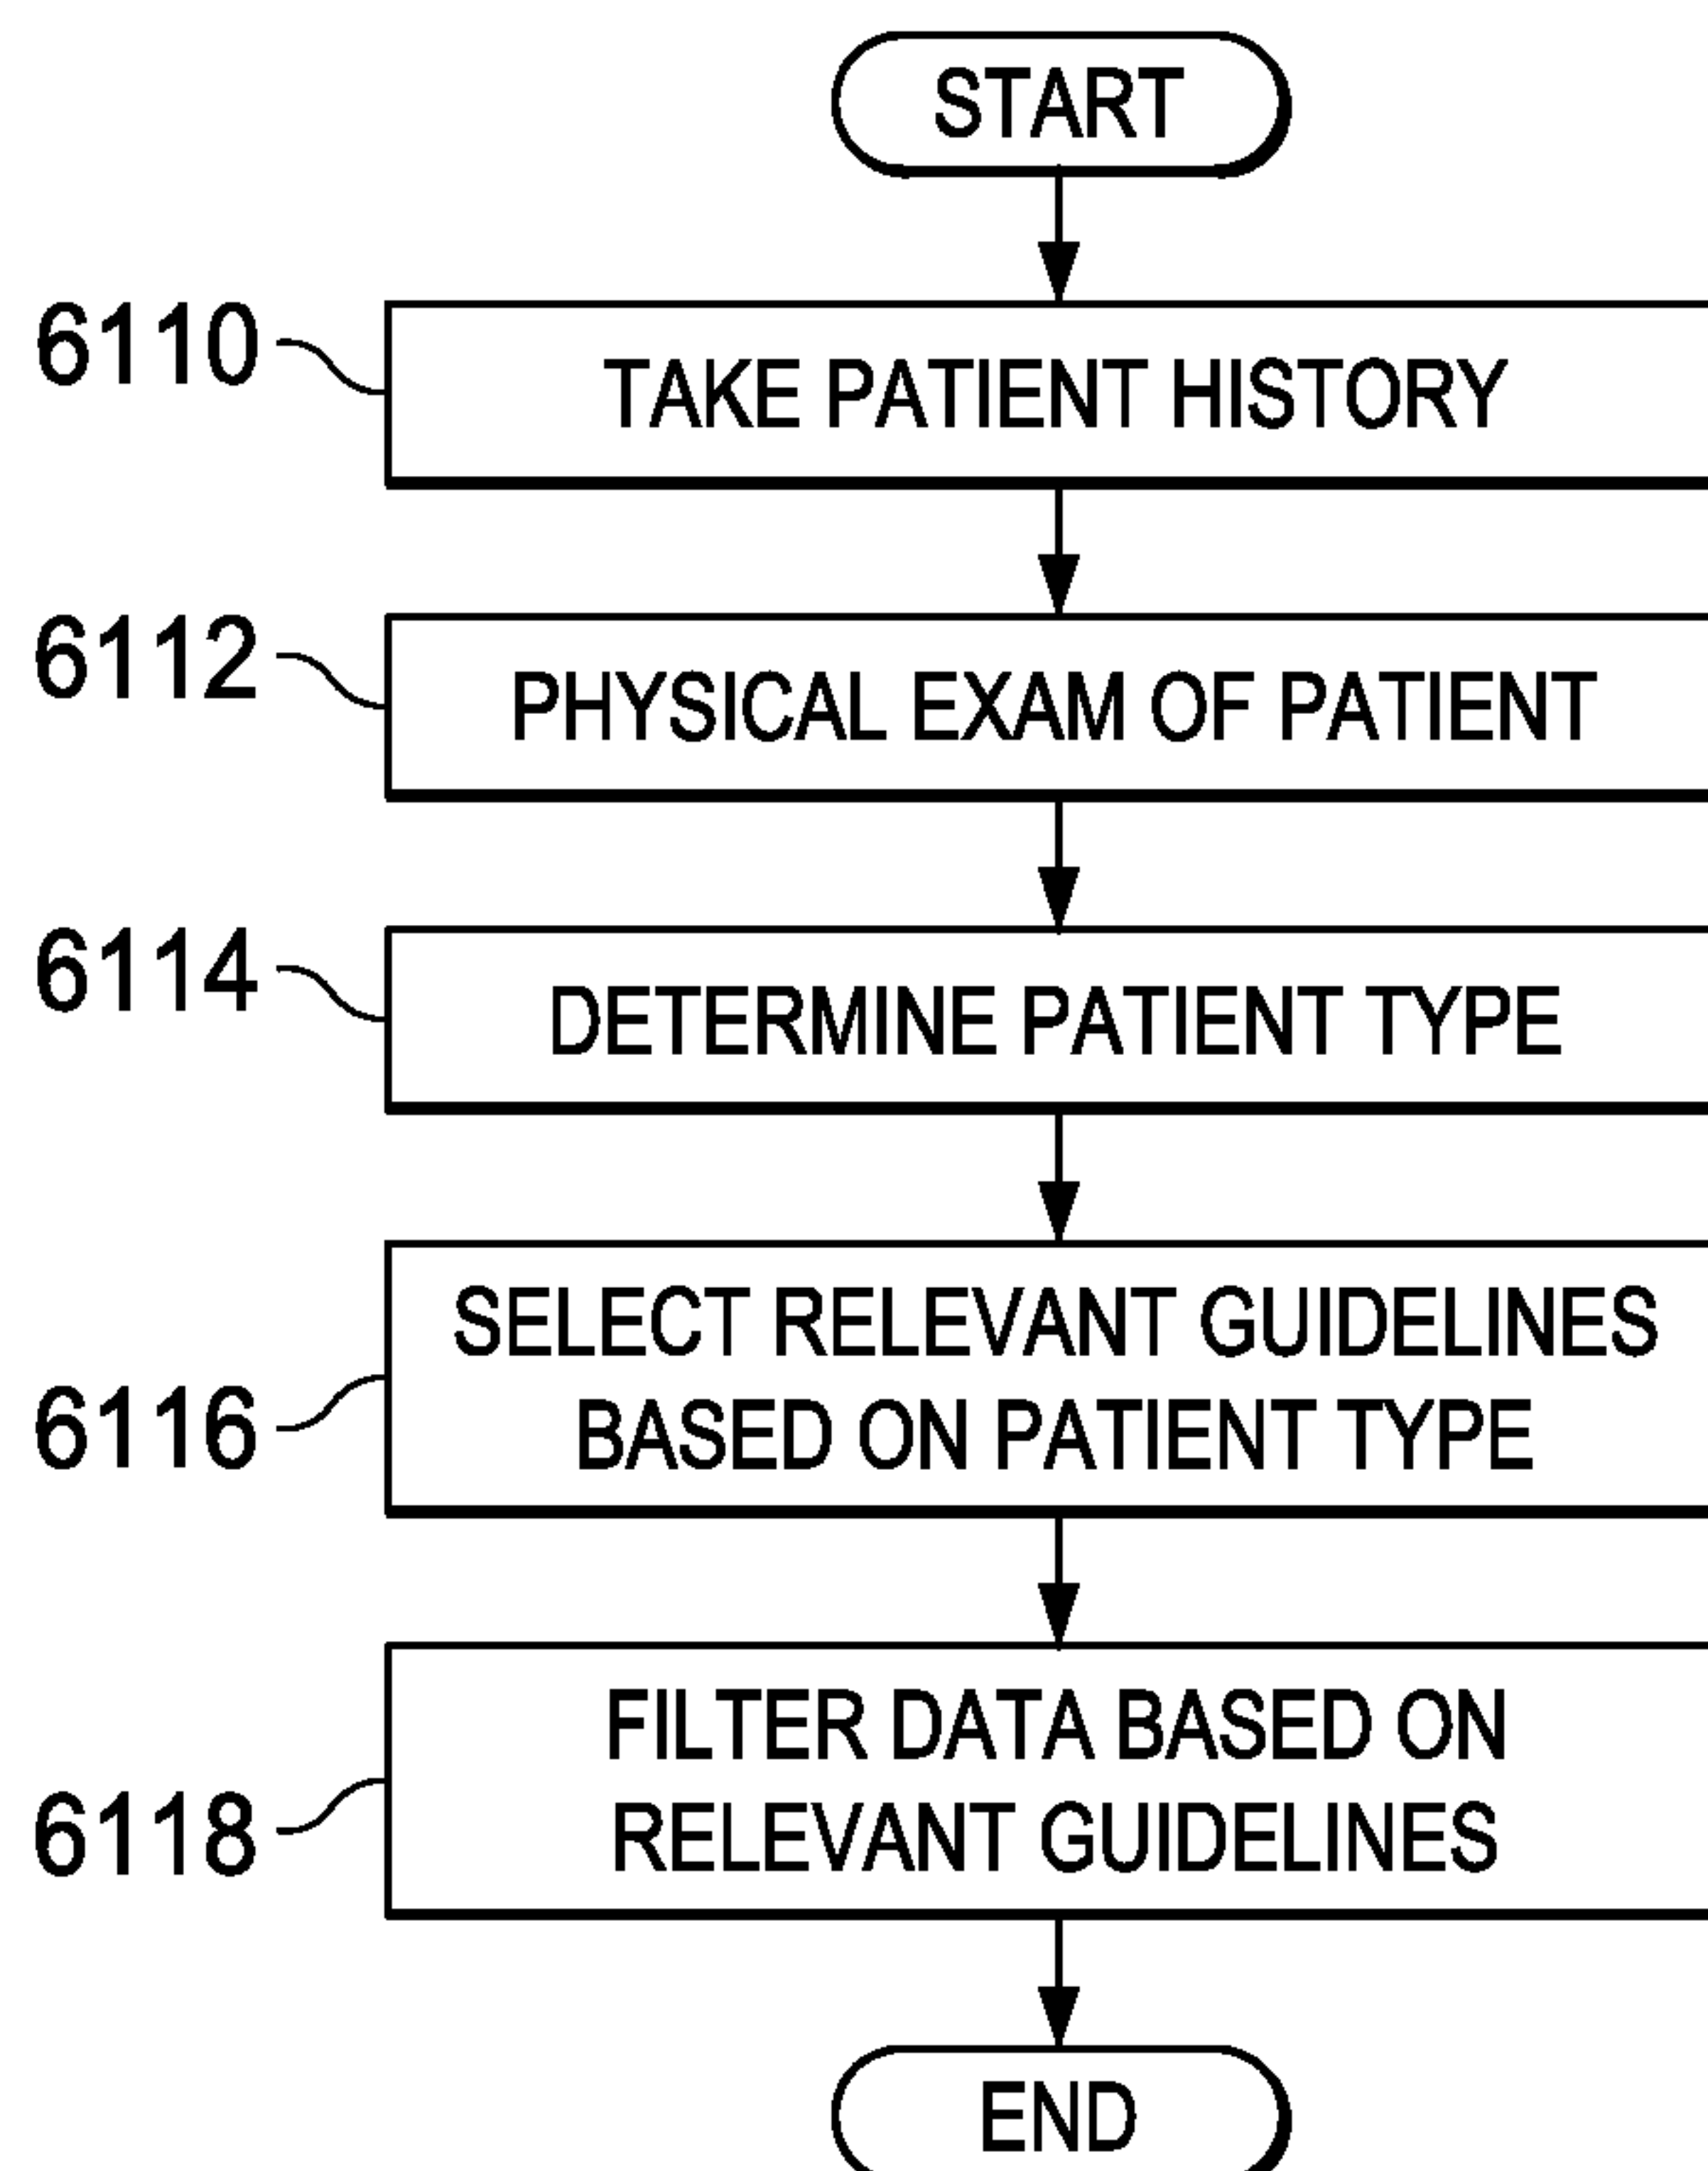 START
6110
TAKE PATIENT HISTORY
6112
PHYSICAL EXAM OF PATIENT
6114
DETERMINE PATIENT TYPE
6116
SELECT RELEVANT GUIDELINES
BASED ON PATIENT TYPE
6118
FILTER DATA BASED ON
RELEVANT GUIDELINES
END